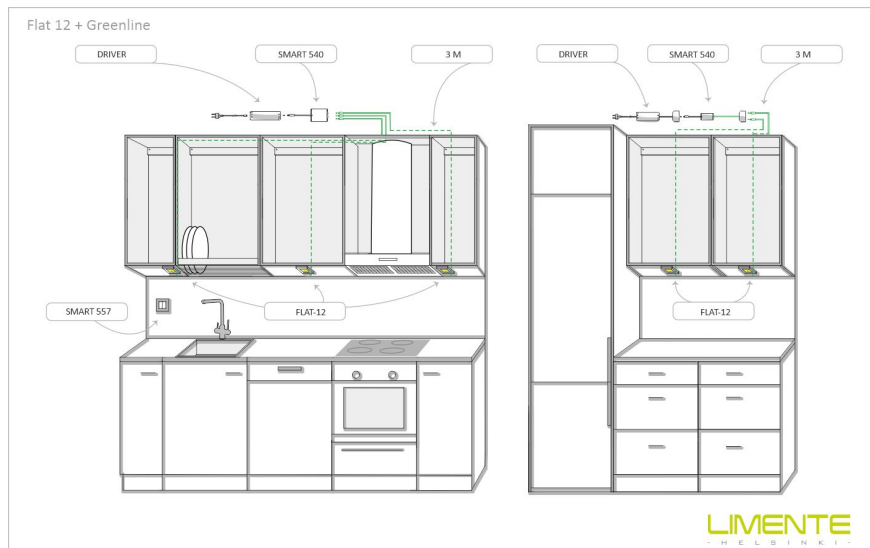 Flat 12 + Greenline
DRIVER
SMART 540
3 M
DRIVER
SMART 540
3 M
SMART 557
FLAT-12
FLAT-12
LIMENTE
- HELSINKI -